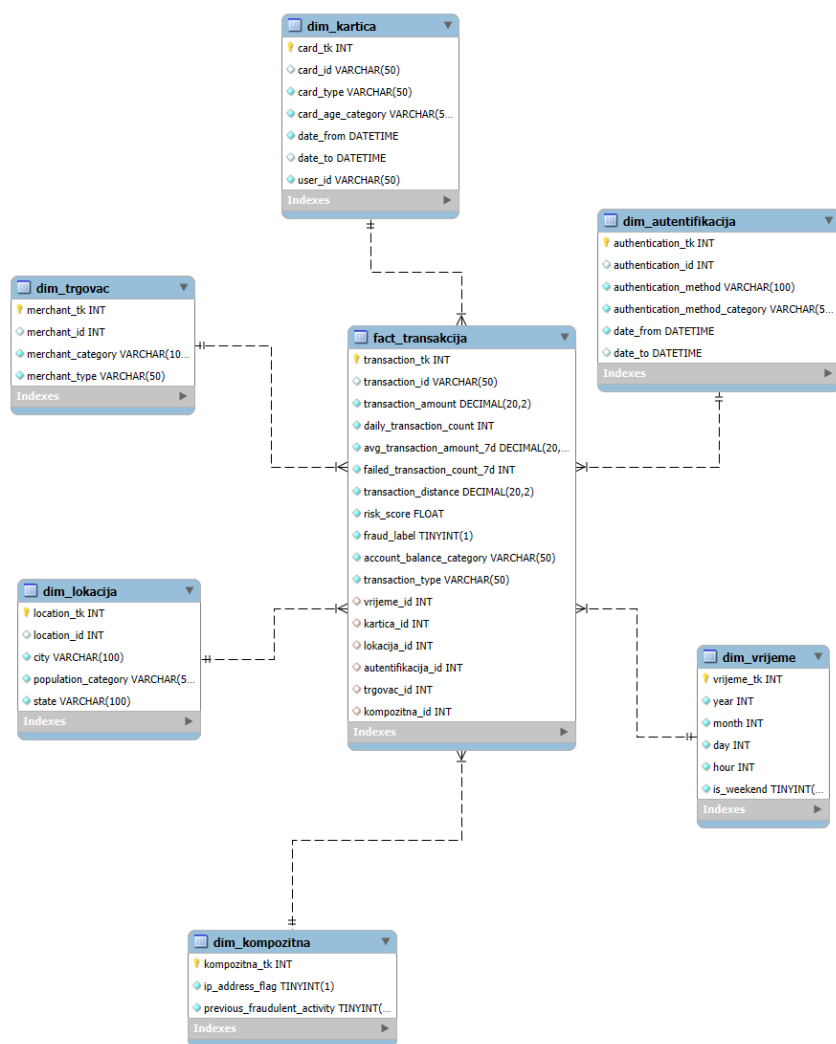 dim_kartica
card_tk INT
card_id VARCHAR(50)
card_type VARCHAR(50)
card_age_category VARCHAR(5...
date_from DATETIME
date_to DATETIME
user_id VARCHAR(50)
Indexes
dim_autentifikacija
authentication_tk INT
authentication_id INT
authentication_method VARCHAR(100)
authentication_method_category VARCHAR(5...
date_from DATETIME
date_to DATETIME
Indexes
dim_trgovac
merchant_tk INT
merchant_id INT
merchant_category VARCHAR(10...
merchant_type VARCHAR(50)
Indexes
fact_transakcija
transaction_tk INT
transaction_id VARCHAR(50)
transaction_amount DECIMAL(20,2)
daily_transaction_count INT
avg_transaction_amount_7d DECIMAL(20,...
failed_transaction_count_7d INT
transaction_distance DECIMAL(20,2)
risk_score FLOAT
fraud_label TINYINT(1)
account_balance_category VARCHAR(50)
transaction_type VARCHAR(50)
vrijeme_id INT
kartica_id INT
lokacija_id INT
autentifikacija_id INT
trgovac_id INT
kompozitna_id INT
Indexes
dim_lokacija
location_tk INT
location_id INT
city VARCHAR(100)
population_category VARCHAR(5...
state VARCHAR(100)
Indexes
dim_vrijeme
vrijeme_tk INT
year INT
month INT
day INT
hour INT
is_weekend TINYINT(...
Indexes
dim_kompozitna
kompozitna_tk INT
ip_address_flag TINYINT(1)
previous_fraudulent_activity TINYINT(...
Indexes